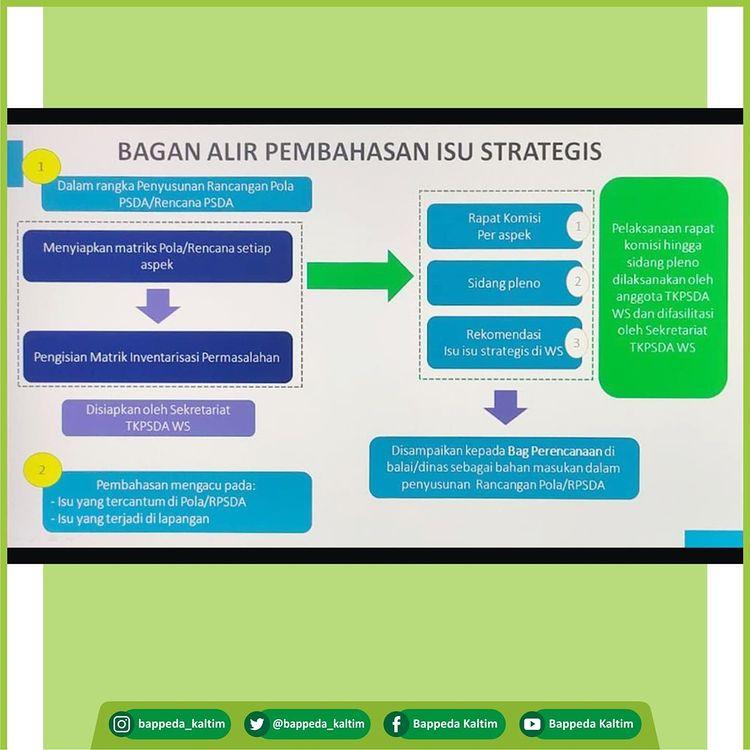 BAGAN ALIR PEMBAHASAN ISU STRATEGIS
1
Dalam rangka Penyusunan Rancangan Pola
PSDA/Rencana PSDA
Menyiapkan matriks Pola/Rencana setiap
aspek
Pengisian Matrik Inventarisasi Permasalahan
Disiapkan oleh Sekretariat
TKPSDA WS
2
Pembahasan mengacu pada:
- Isu yang tercantum di Pola/RPSDA
- Isu yang terjadi di lapangan
Rapat Komisi
Per aspek
1
Sidang pleno
2
Rekomendasi
Isu isu strategis di WS
3
Disampaikan kepada Bag Perencanaan di
balai/dinas sebagai bahan masukan dalam
penyusunan Rancangan Pola/RPSDA
Pelaksanaan rapat
komisi hingga
sidang pleno
dilaksanakan oleh
anggota TKPSDA
WS dan difasilitasi
oleh Sekretariat
TKPSDA WS
bappeda_kaltim
@bappeda_kaltim
Bappeda Kaltim
Bappeda Kaltim